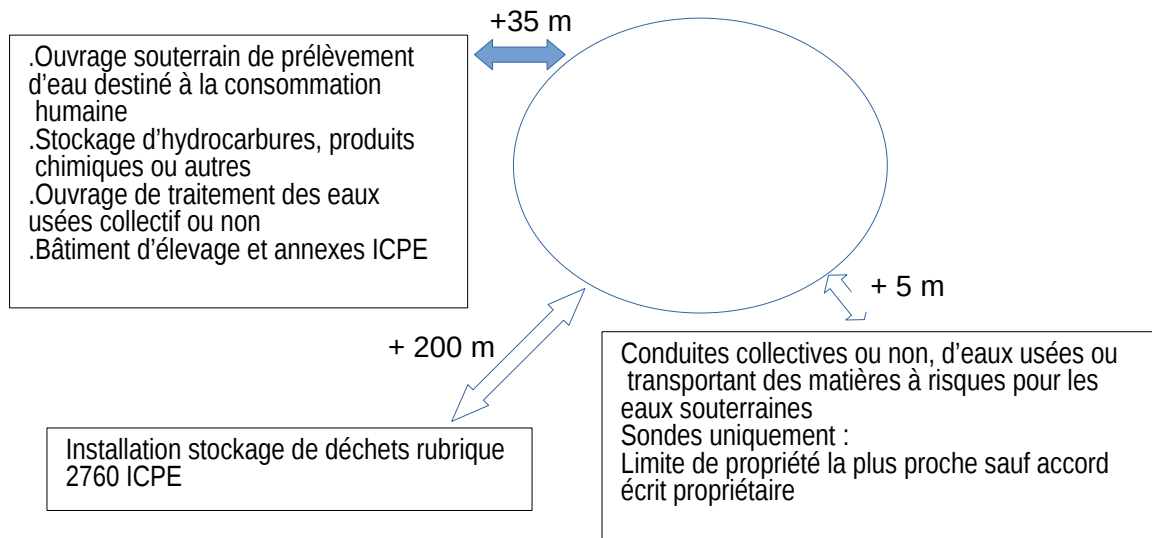 +35 m
.Ouvrage souterrain de prélèvement
d'eau destiné à la consommation
humaine
.Stockage d'hydrocarbures, produits
chimiques ou autres
.Ouvrage de traitement des eaux
usées collectif ou non
.Bâtiment d'élevage et annexes ICPE
+ 5 m
+ 200 m
Conduites collectives ou non, d'eaux usées ou
transportant des matières à risques pour les
eaux souterraines
Sondes uniquement :
Limite de propriété la plus proche sauf accord
écrit propriétaire
Installation stockage de déchets rubrique
2760 ICPE